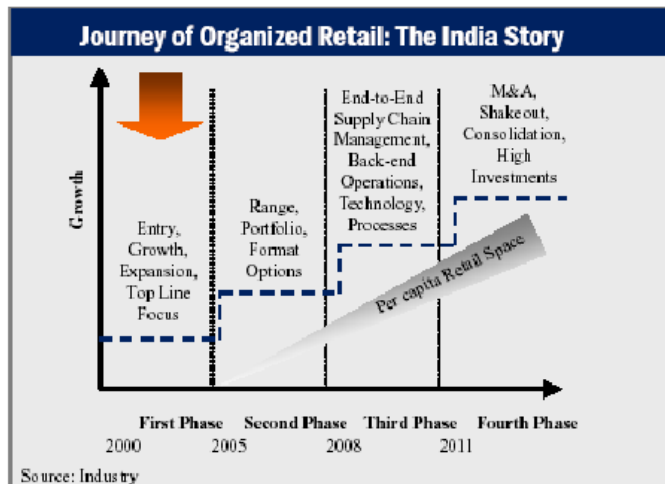 Journey of Organized Retail: The India Story
Growth
Entry,
Growth,
Expansion,
Top Line
Focus
Range,
Portfolio,
Format
Options
End-to-End
Supply Chain
Management,
Back-end
Operations,
Technology,
Processes
M&A,
Shakeout,
Consolidation,
High
Investments
Per capita Retail Space
First Phase Second Phase Third Phase Fourth Phase
2000 2005 2008 2011
Source: Industry